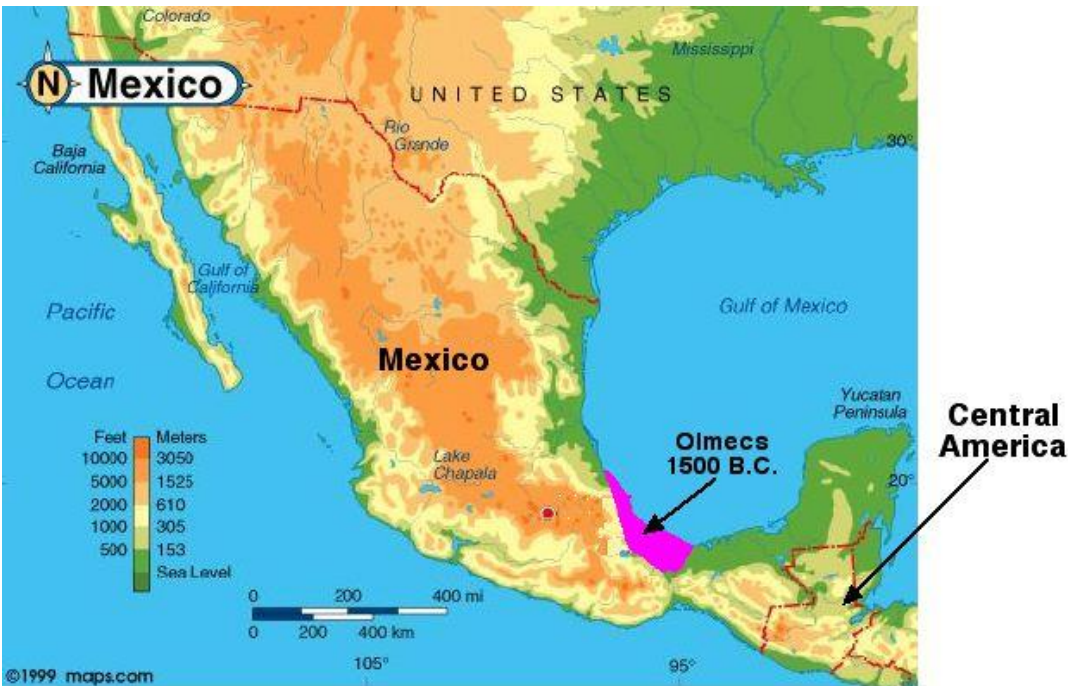 Colorado
N Mexico
Mississippi
UNITED STATES
Rio
Grande
30°
Baja
California
Gulf of
California
Pacific
Ocean
Gulf of Mexico
Mexico
Yucatan
Peninsula
Central
America
Olmecs
1500 B.C.
Lake
Chapala
20°
Feet Meters
10000 3050
5000 1525
2000 610
1000 305
500 153
Sea Level
0 200 400 mi
0 200 400 km
105°
95°
©1999 maps.com